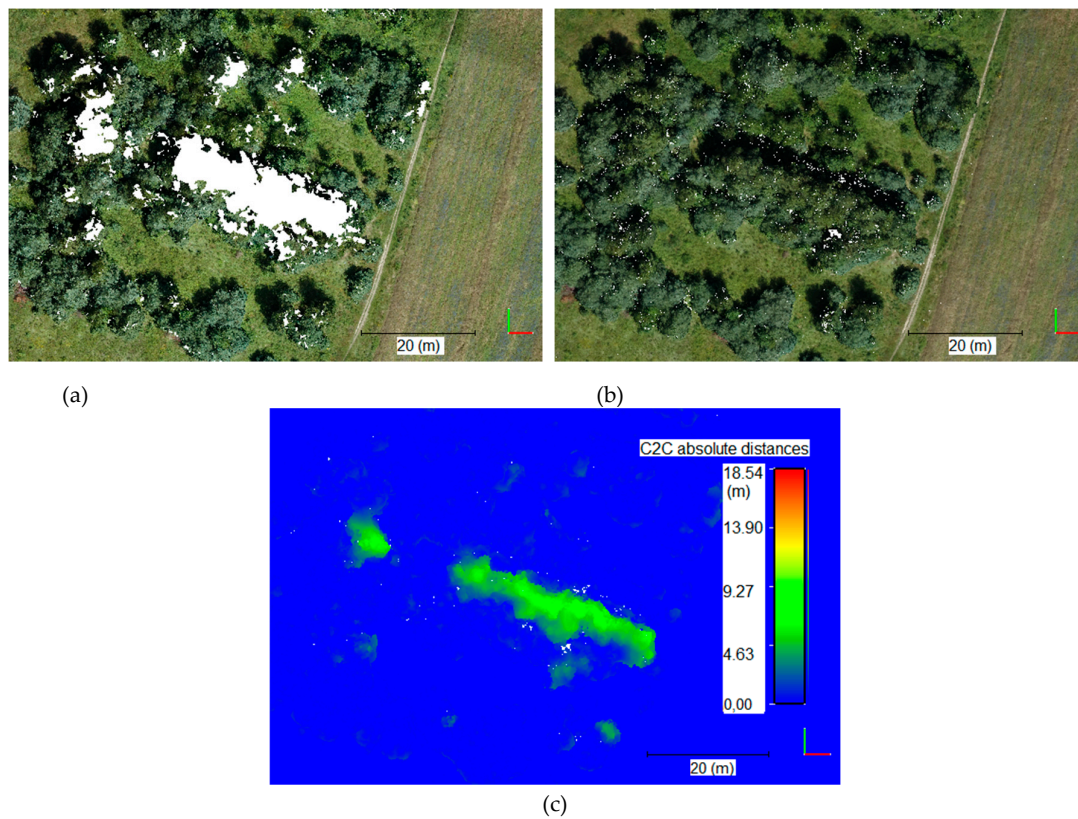 20 (m)
20 (m)
(a)
(b)
C2C absolute distances
18.54
(m)
13.90
9.27
4.63
0,00
20 (m)
(c)